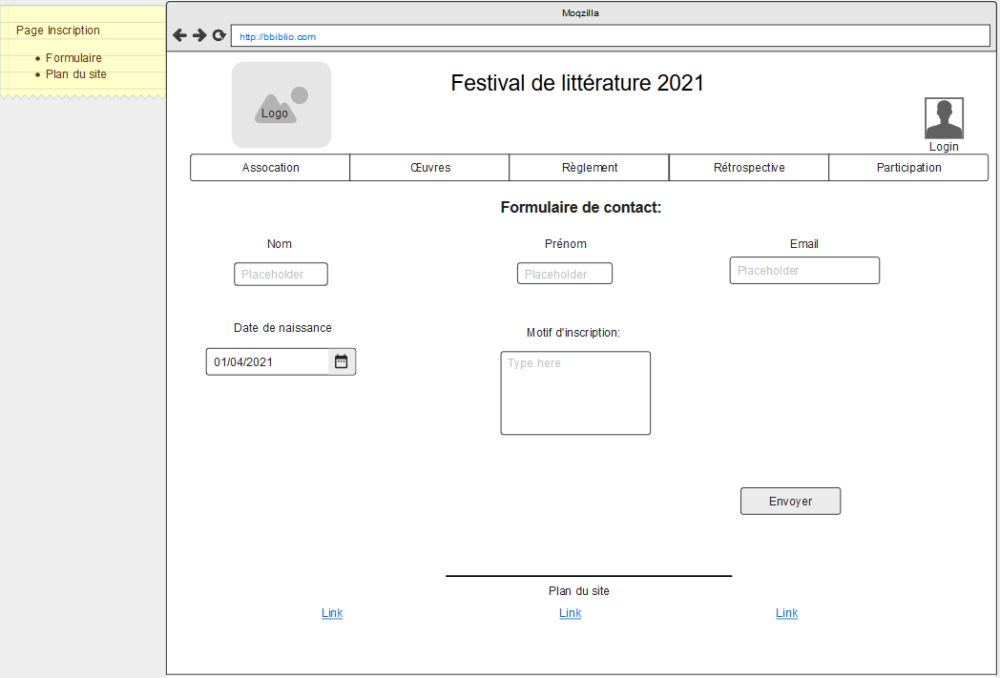 Page Inscription
Formulaire
Plan du site
Moqzilla
http://bbiblio.com
Logo
Festival de littérature 2021
Login
Assocation
Œuvres
Règlement
Rétrospective
Participation
Formulaire de contact:
Nom
Prénom
Email
Placeholder
Placeholder
Placeholder
Date de naissance
Motif d'inscription:
01/04/2021
Type here
Envoyer
Plan du site
Link
Link
Link